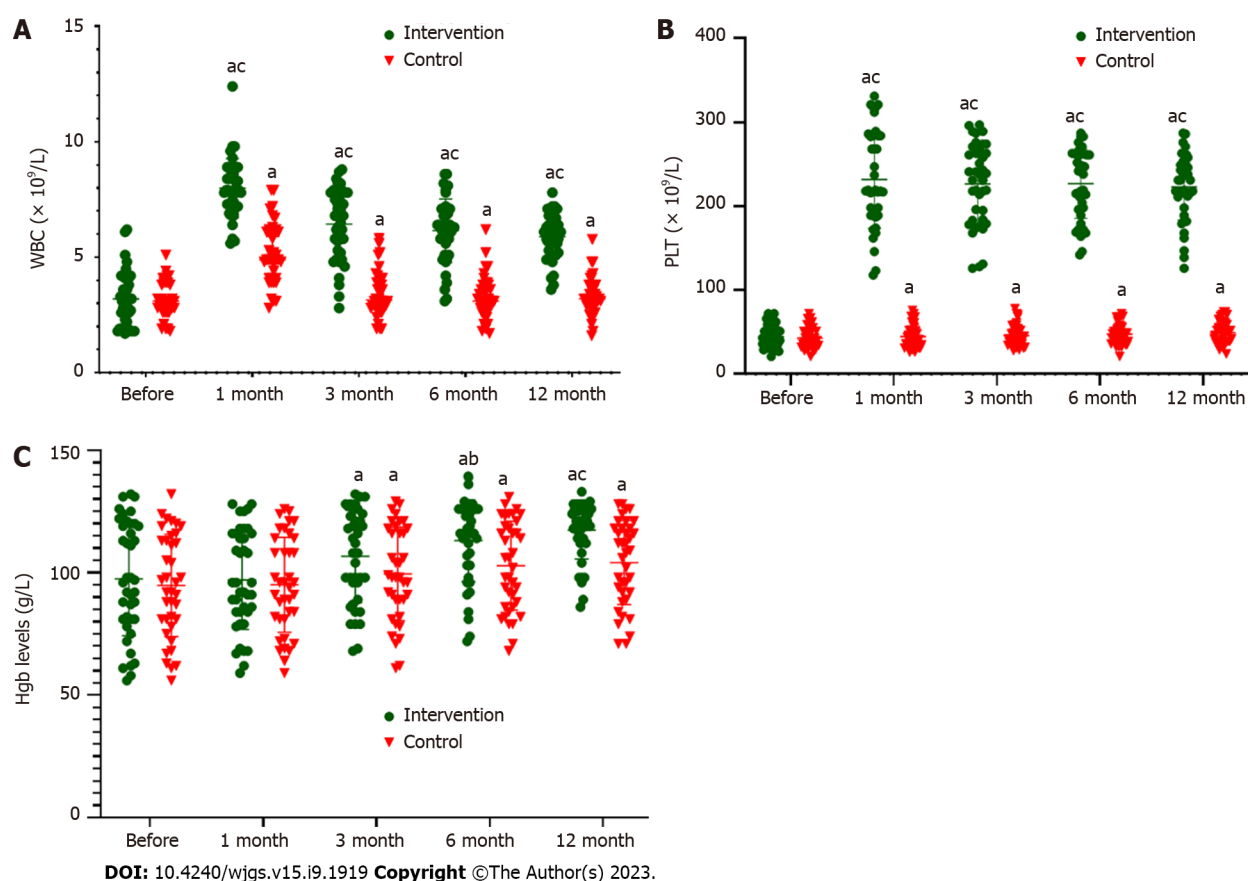 A
WBC (× 10⁹/L)
15
10
5
0
Intervention
Control
ac
a
ac
a
ac
a
ac
a
Before
1 month
3 month
6 month
12 month
B
PLT (× 10⁹/L)
400
300
200
100
0
Intervention
Control
ac
ac
ac
ac
a
a
a
a
Before
1 month
3 month
6 month
12 month
C
Hgb levels (g/L)
150
100
50
0
a
a
ab
a
ac
a
Intervention
Control
Before
1 month
3 month
6 month
12 month
DOI: 10.4240/wjgs.v15.i9.1919 Copyright ©The Author(s) 2023.